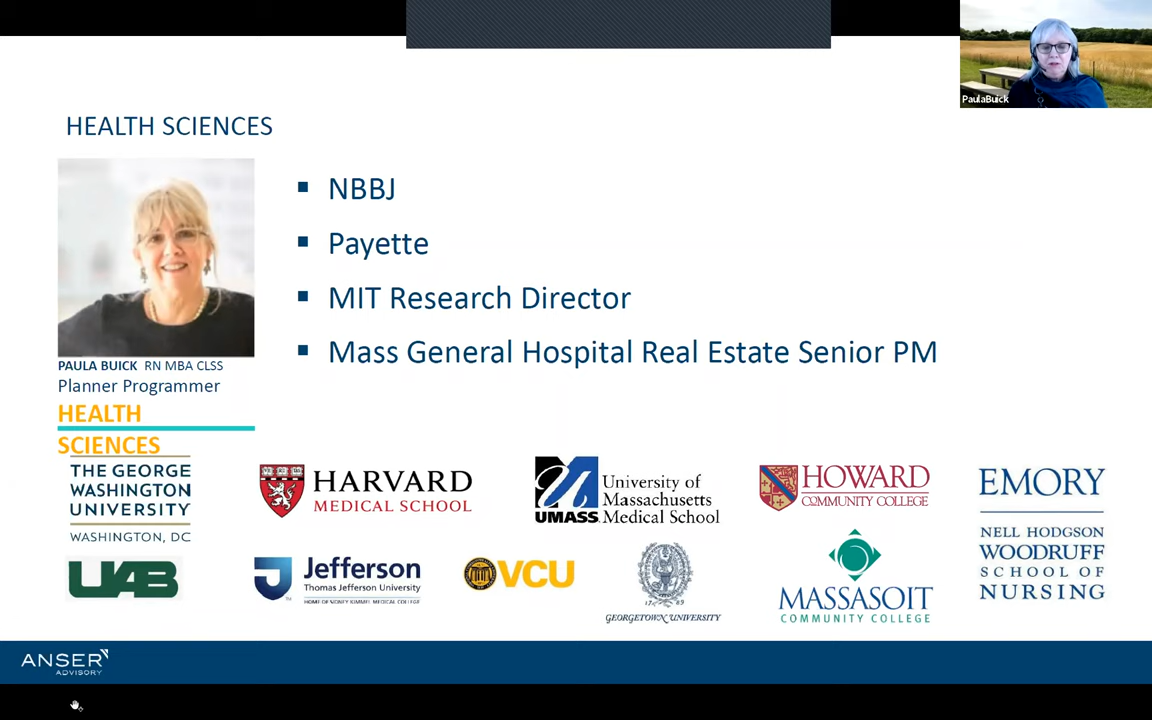 PaulaBuick
HEALTH SCIENCES
NBBJ
Payette
MIT Research Director
Mass General Hospital Real Estate Senior PM
PAULA BUICK RN MBA CLSS
Planner Programmer
HEALTH
SCIENCES
THE GEORGE
WASHINGTON
UNIVERSITY
WASHINGTON, DC
HARVARD
MEDICAL SCHOOL
UMASS
University of
Massachusetts
Medical School
HOWARD
COMMUNITY COLLEGE
EMORY
NELL HODGSON
WOODRUFF
SCHOOL OF
NURSING
UAB
Jefferson
Thomas Jefferson University
HOME OF SIDNEY KIMMEL MEDICAL COLLEGE
VCU
GEORGETOWN UNIVERSITY
MASSASOIT
COMMUNITY COLLEGE
ANSER
ADVISORY